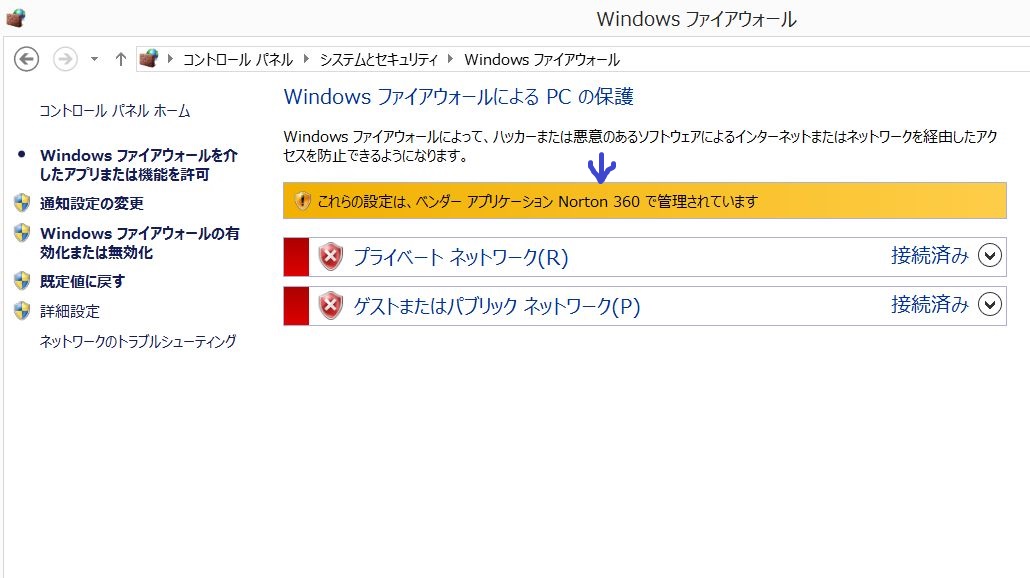 Windows ファイアウォール
コントロール パネル
システムとセキュリティ
Windows ファイアウォール
コントロール パネル ホーム
Windows ファイアウォールを介
したアプリまたは機能を許可
通知設定の変更
Windows ファイアウォールの有
効化または無効化
既定値に戻す
詳細設定
ネットワークのトラブルシューティング
Windows ファイアウォールによる PC の保護
Windows ファイアウォールによって、ハッカーまたは悪意のあるソフトウェアによるインターネットまたはネットワークを経由したアク
セスを防止できるようになります。
これらの設定は、ベンダー アプリケーション Norton 360 で管理されています
プライベート ネットワーク(R) 接続済み
ゲストまたはパブリック ネットワーク(P) 接続済み